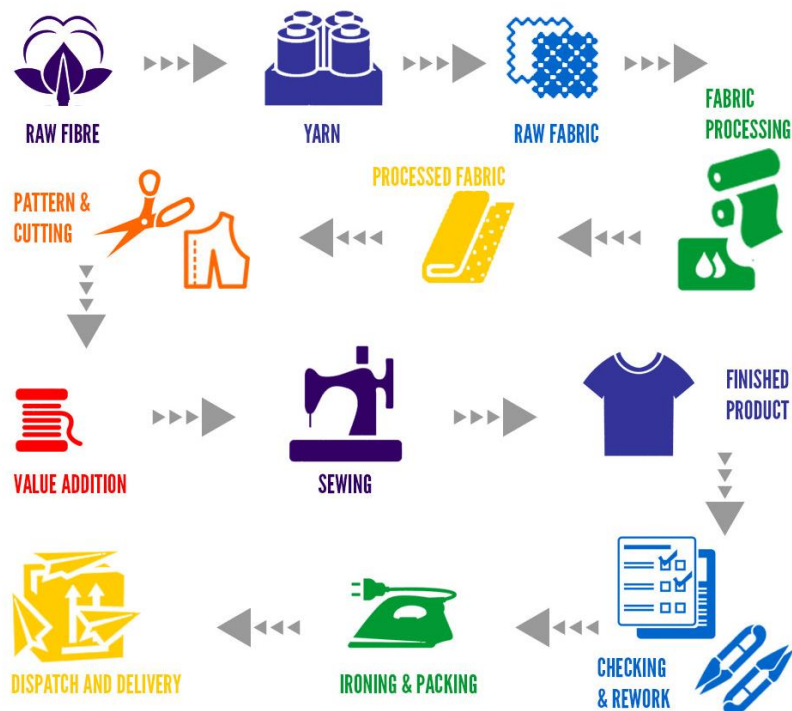 RAW FIBRE
YARN
RAW FABRIC
FABRIC
PROCESSING
PROCESSED FABRIC
PATTERN &
CUTTING
VALUE ADDITION
SEWING
FINISHED
PRODUCT
CHECKING
& REWORK
IRONING & PACKING
DISPATCH AND DELIVERY